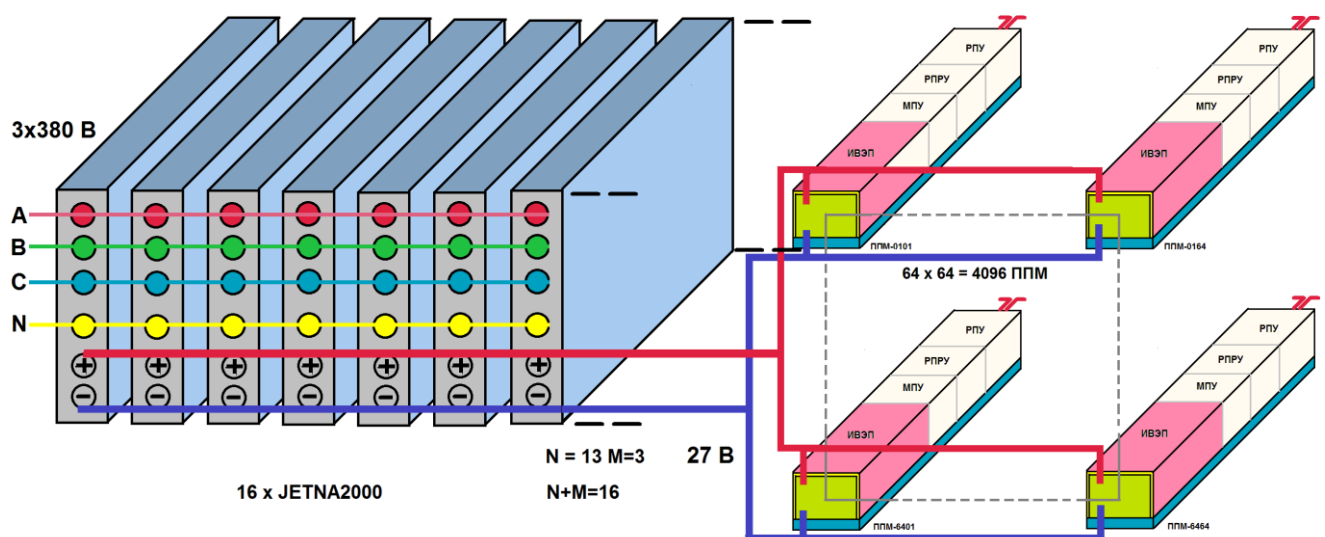 3x380 В
A
B
C
N
16 x JETNA2000
N = 13 M=3
N+M=16
27 В
РПУ
РПРУ
МПУ
ИВЭП
ППМ-0101
РПУ
РПРУ
МПУ
ИВЭП
ППМ-0164
64 x 64 = 4096 ППМ
РПУ
РПРУ
МПУ
ИВЭП
ППМ-6401
РПУ
РПРУ
МПУ
ИВЭП
ППМ-6464